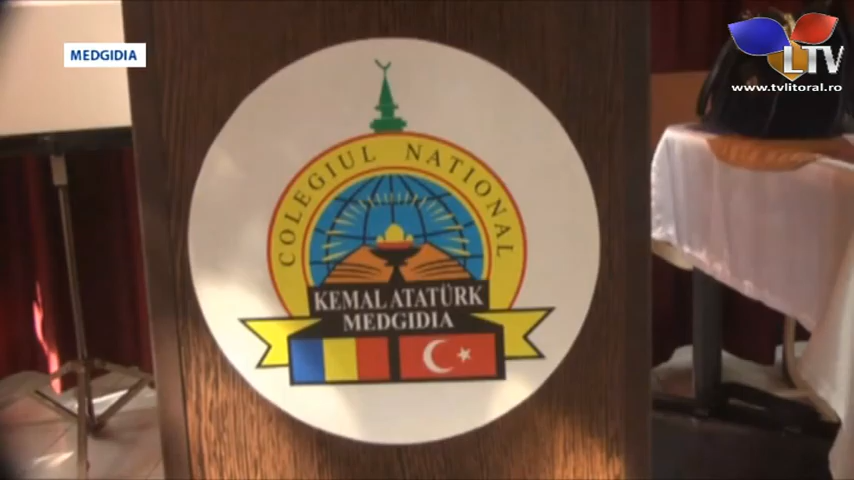 MEDGIDIA
LTV
www.tvlitoral.ro
COLEGIUL NATIONAL
KEMAL ATATÜRK
MEDGIDIA